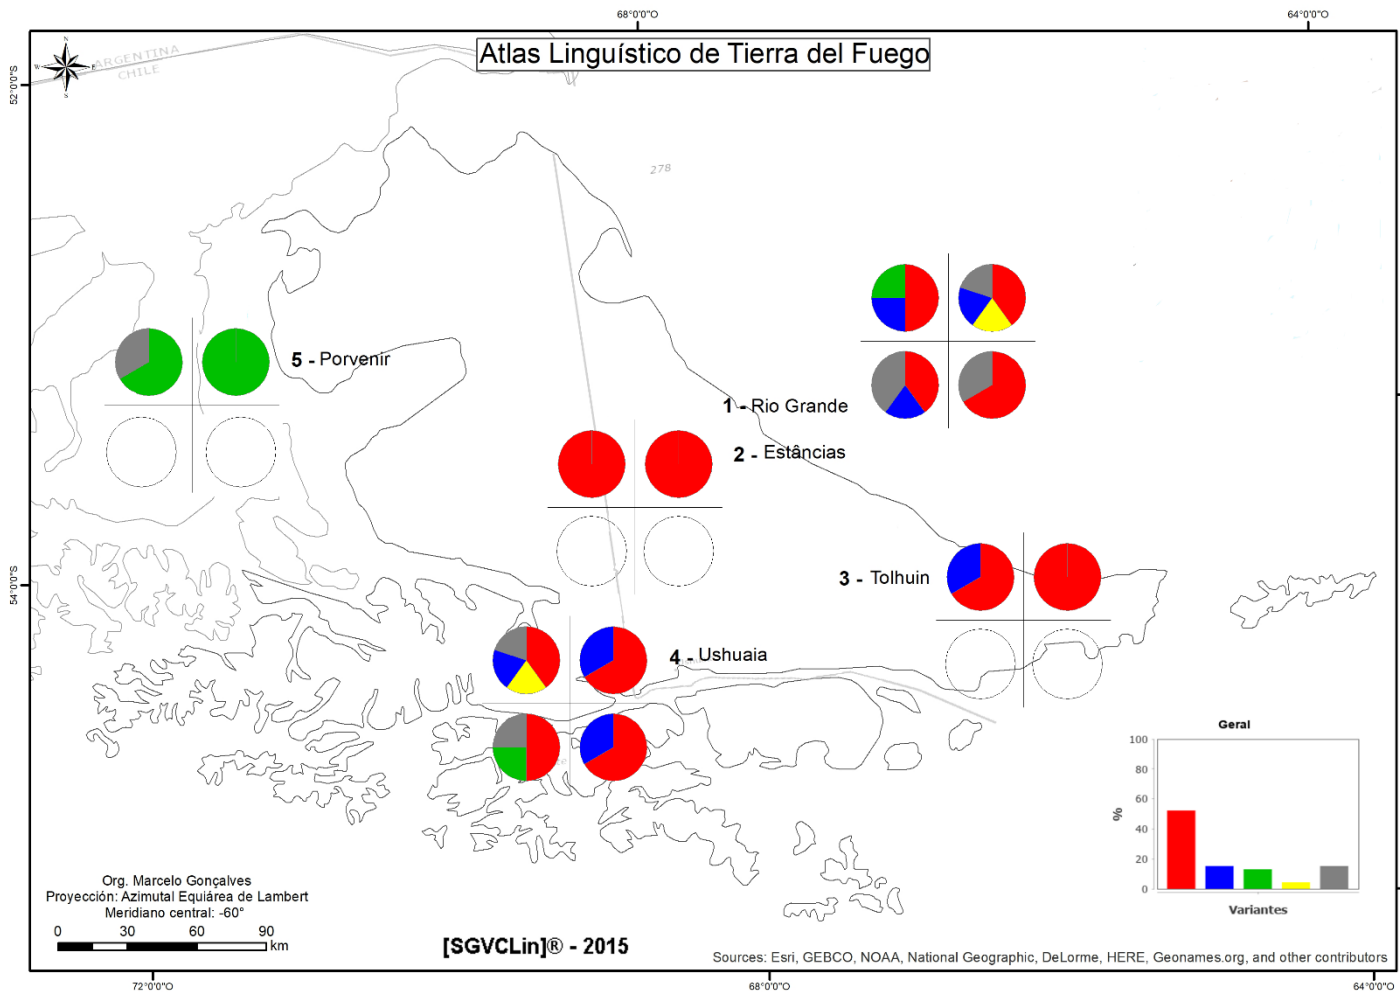 68°0'0"O
64°0'0"O
Atlas Linguístico de Tierra del Fuego
ARGENTINA
CHILE
N
W
E
S
52°0'0"S
278
5 - Porvenir
1 - Rio Grande
2 - Estâncias
3 - Tolhuin
54°0'0"S
4 - Ushuaia
Geral
100
80
60
40
20
0
%
Variantes
Org. Marcelo Gonçalves
Proyección: Azimutal Equiárea de Lambert
Meridiano central: -60°
0 30 60 90
km
[SGVCLin]® - 2015
Sources: Esri, GEBCO, NOAA, National Geographic, DeLorme, HERE, Geonames.org, and other contributors
72°0'0"O
68°0'0"O
64°0'0"O